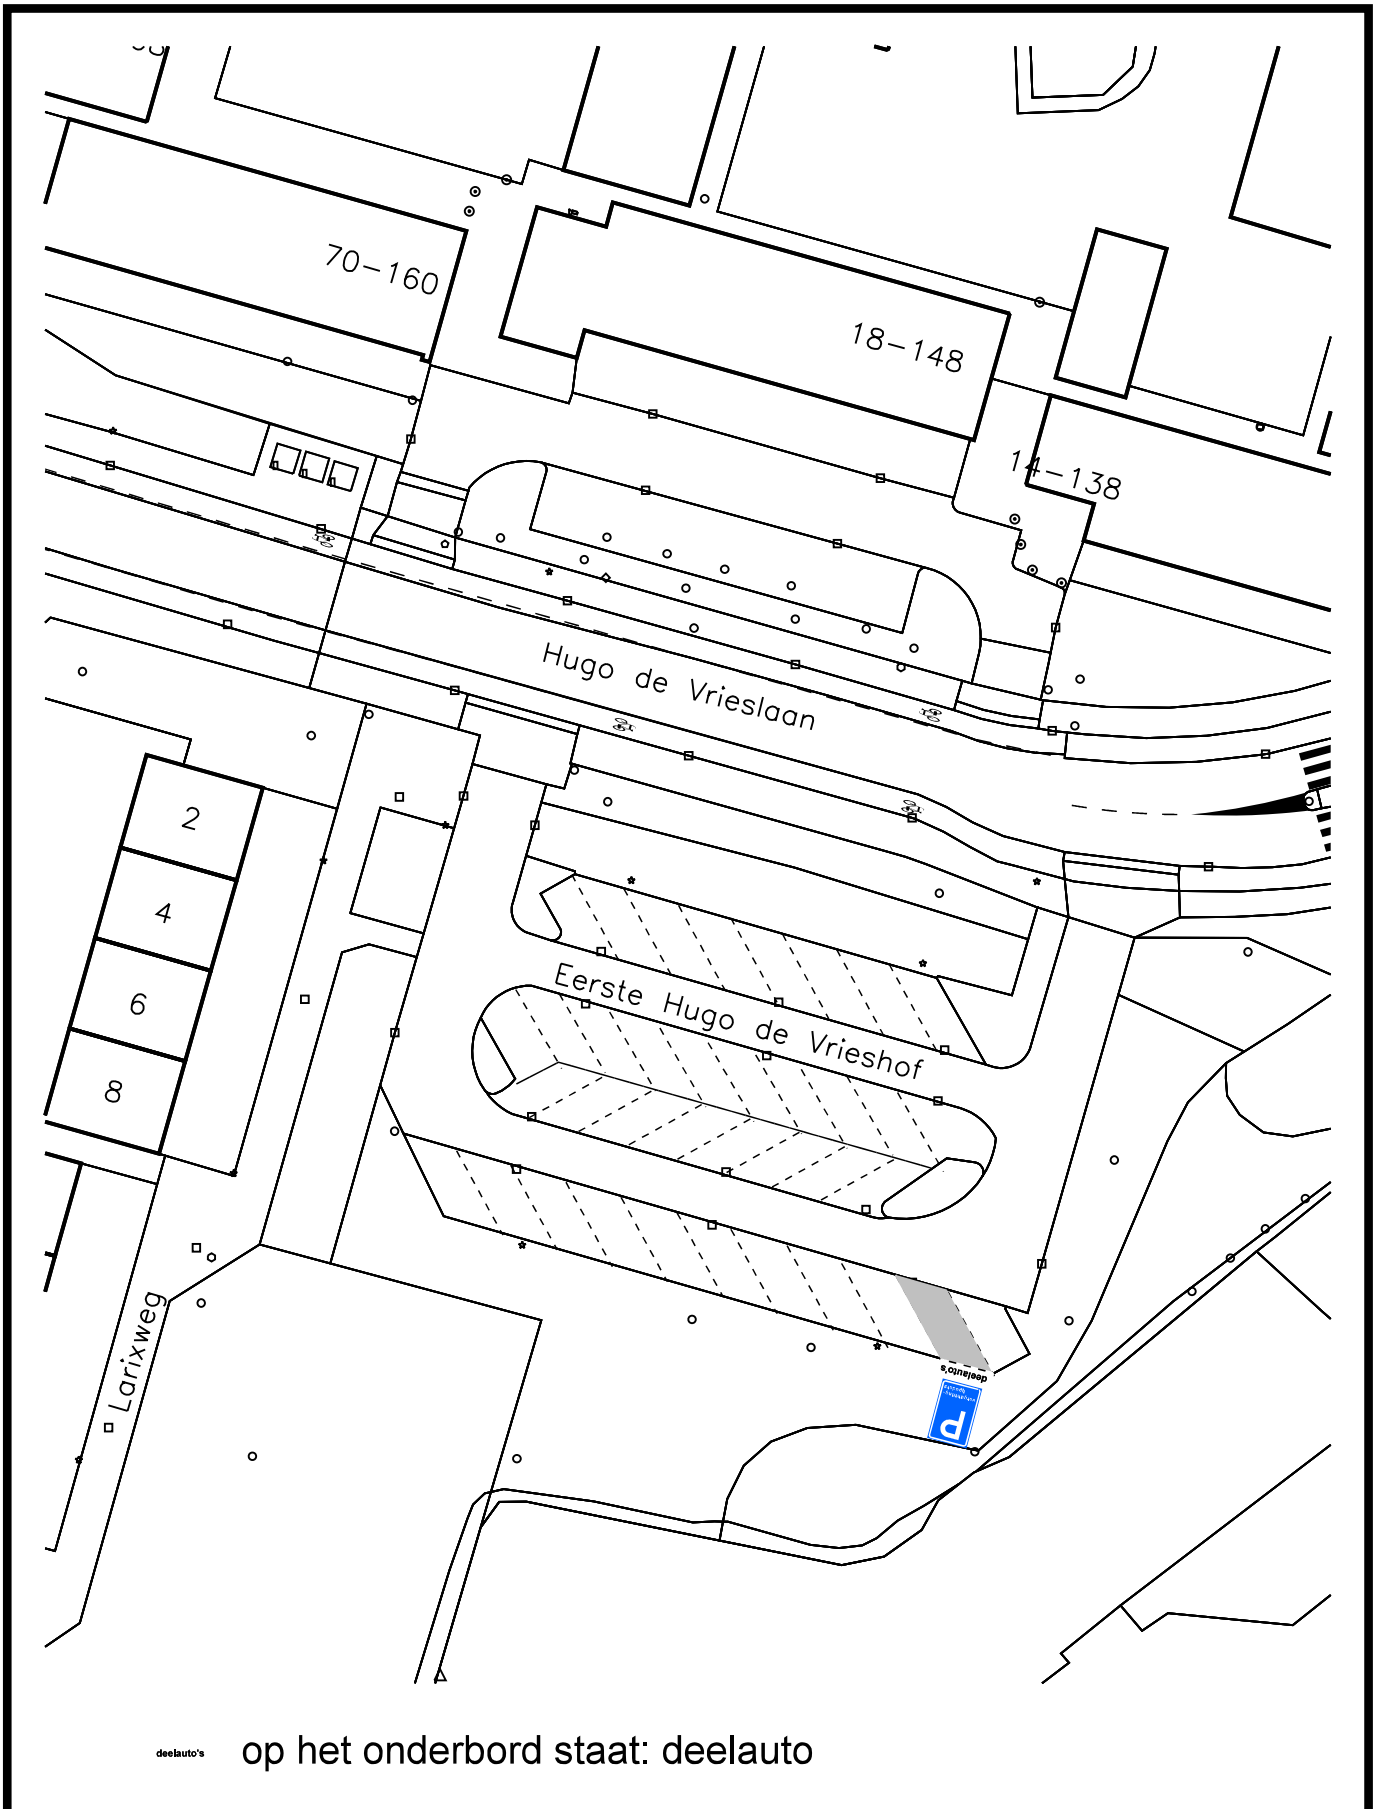 70-160
18-148
14-138
Hugo de Vrieslaan
2
4
6
8
Eerste Hugo de Vrieshof
Larixweg
deelauto's
P
deelauto's op het onderbord staat: deelauto